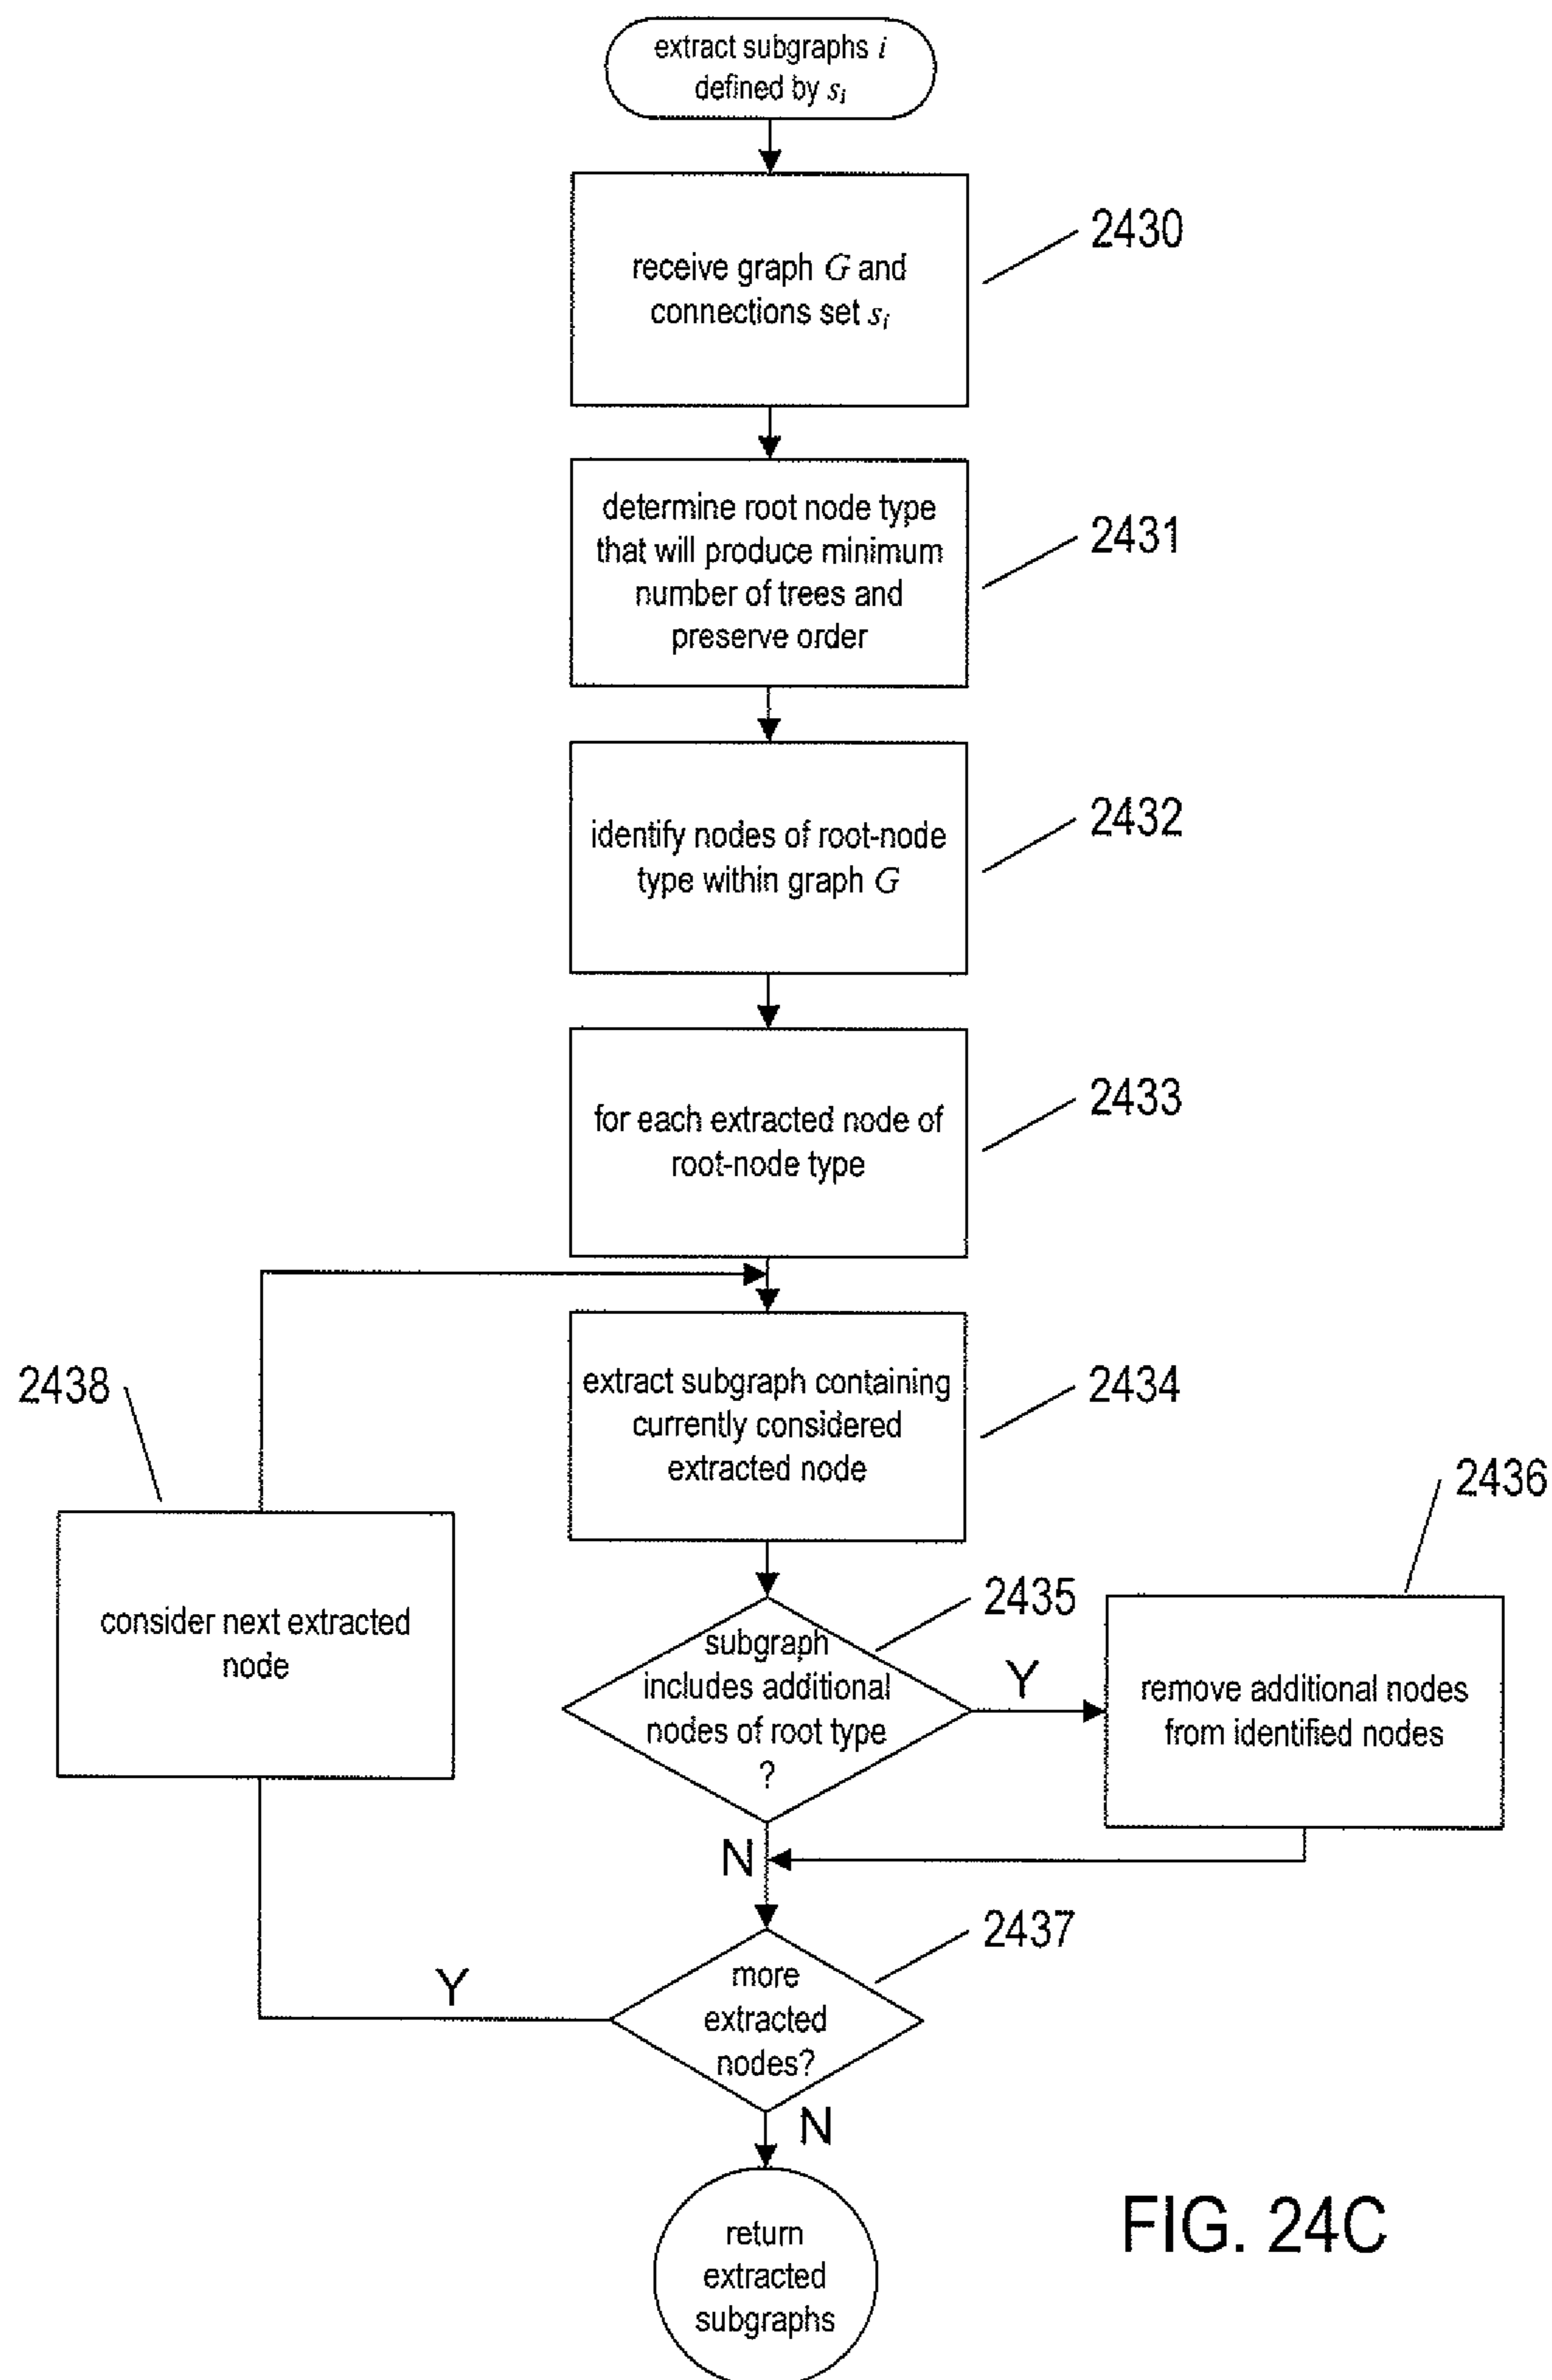 extract subgraphs i
defined by si
receive graph G and
connections set si
2430
determine root node type
that will produce minimum
number of trees and
preserve order
2431
identify nodes of root-node
type within graph G
2432
for each extracted node of
root-node type
2433
extract subgraph containing
currently considered
extracted node
2434
2438
consider next extracted
node
subgraph
includes additional
nodes of root type
?
2435
Y
2436
remove additional nodes
from identified nodes
N
more
extracted
nodes?
2437
Y
N
return
extracted
subgraphs
FIG. 24C